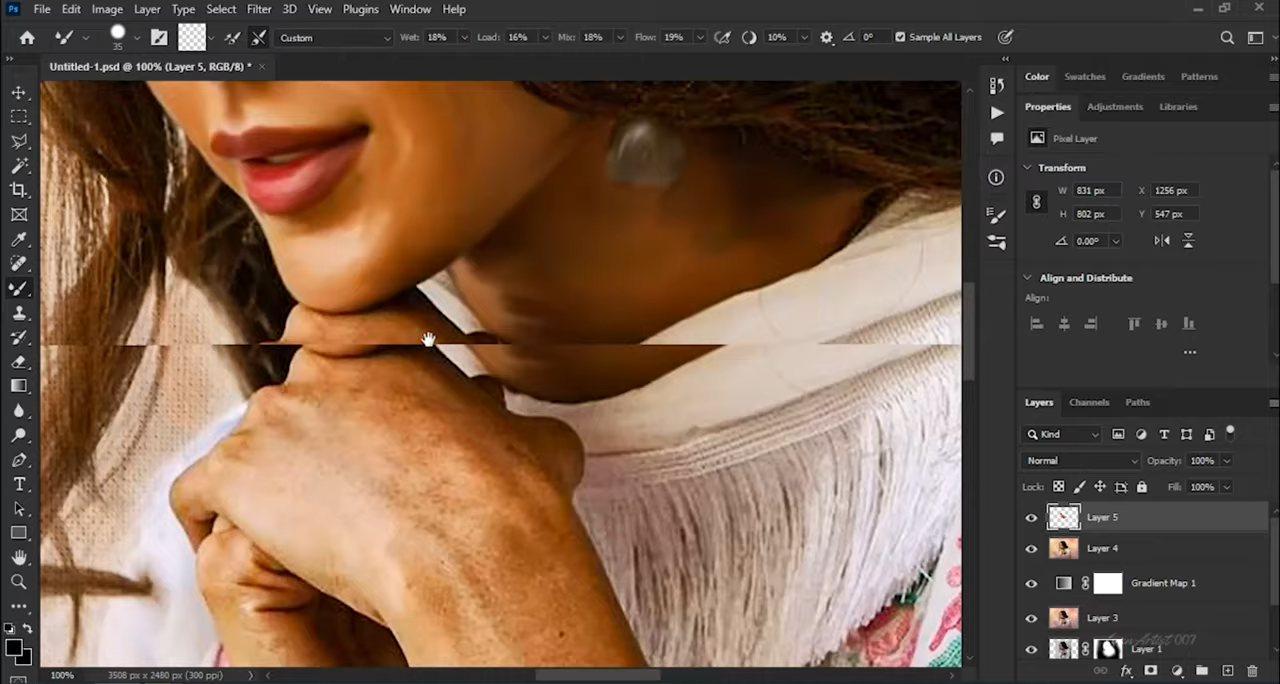 Ps File Edit Image Layer Type Select Filter 3D View Plugins Window Help
35 Custom Wet: 18% Load: 16% Mix: 18% Flow: 19% 10% 0° Sample All Layers
Untitled-1.psd @ 100% (Layer 5, RGB/8) *
Color Swatches Gradients Patterns
Properties Adjustments Libraries
Pixel Layer
Transform
W 831 px X 1256 px
H 802 px Y 547 px
0.00°
Align and Distribute
Align:
Layers Channels Paths
Kind
Normal Opacity: 100%
Lock: Fill: 100%
Layer 5
Layer 4
Gradient Map 1
Layer 3
Layer 1
100% 3508 px x 2480 px (300 ppi)